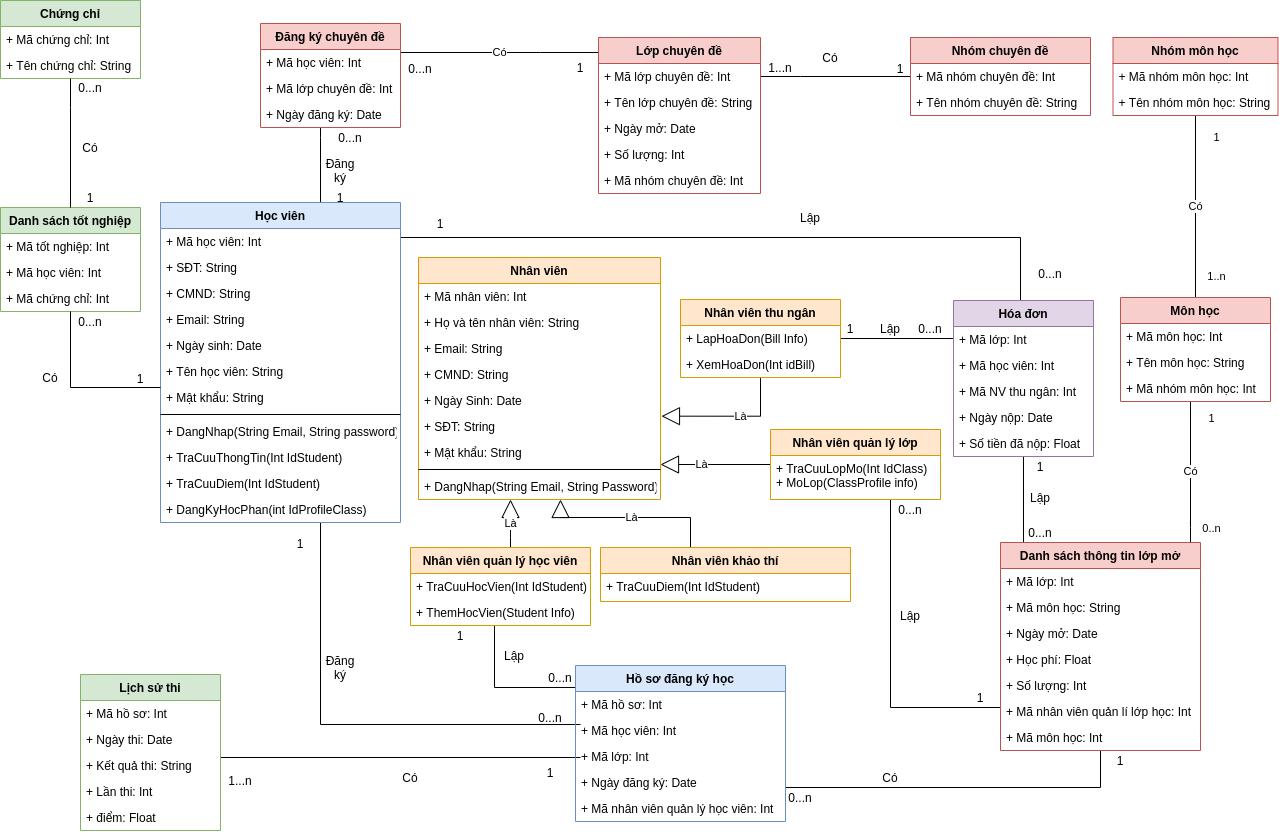 Chứng chỉ
+ Mã chứng chỉ: Int
+ Tên chứng chỉ: String
0...n
Có
1
Danh sách tốt nghiệp
+ Mã tốt nghiệp: Int
+ Mã học viên: Int
+ Mã chứng chỉ: Int
0...n
Có
1
Đăng ký chuyên đề
+ Mã học viên: Int
+ Mã lớp chuyên đề: Int
+ Ngày đăng ký: Date
0...n
Đăng
ký
1
0...n
Có
1
Lớp chuyên đề
+ Mã lớp chuyên đề: Int
+ Tên lớp chuyên đề: String
+ Ngày mở: Date
+ Số lượng: Int
+ Mã nhóm chuyên đề: Int
1...n
Có
1
Nhóm chuyên đề
+ Mã nhóm chuyên đề: Int
+ Tên nhóm chuyên đề: String
Nhóm môn học
+ Mã nhóm môn học: Int
+ Tên nhóm môn học: String
1
Có
1..n
Học viên
+ Mã học viên: Int
+ SĐT: String
+ CMND: String
+ Email: String
+ Ngày sinh: Date
+ Tên học viên: String
+ Mật khẩu: String
+ DangNhap(String Email, String password)
+ TraCuuThongTin(Int IdStudent)
+ TraCuuDiem(Int IdStudent)
+ DangKyHocPhan(int IdProfileClass)
1
Lập
0...n
Nhân viên
+ Mã nhân viên: Int
+ Họ và tên nhân viên: String
+ Email: String
+ CMND: String
+ Ngày Sinh: Date
+ SĐT: String
+ Mật khẩu: String
+ DangNhap(String Email, String Password)
Nhân viên thu ngân
+ LapHoaDon(Bill Info)
+ XemHoaDon(Int idBill)
1
Lập
0...n
Là
Hóa đơn
+ Mã lớp: Int
+ Mã học viên: Int
+ Mã NV thu ngân: Int
+ Ngày nộp: Date
+ Số tiền đã nộp: Float
1
Lập
0...n
Môn học
+ Mã môn học: Int
+ Tên môn học: String
+ Mã nhóm môn học: Int
1
Có
0..n
Nhân viên quản lý lớp
+ TraCuuLopMo(Int IdClass)
+ MoLop(ClassProfile info)
Là
0...n
Lập
1
Là
Là
Nhân viên quản lý học viên
+ TraCuuHocVien(Int IdStudent)
+ ThemHocVien(Student Info)
1
Lập
0...n
Nhân viên khảo thí
+ TraCuuDiem(Int IdStudent)
Danh sách thông tin lớp mở
+ Mã lớp: Int
+ Mã môn học: String
+ Ngày mở: Date
+ Học phí: Float
+ Số lượng: Int
+ Mã nhân viên quản lí lớp học: Int
+ Mã môn học: Int
1
Có
0...n
1
Đăng
ký
0...n
Hồ sơ đăng ký học
+ Mã hồ sơ: Int
+ Mã học viên: Int
+ Mã lớp: Int
+ Ngày đăng ký: Date
+ Mã nhân viên quản lý học viên: Int
Lịch sử thi
+ Mã hồ sơ: Int
+ Ngày thi: Date
+ Kết quả thi: String
+ Lần thi: Int
+ điểm: Float
1...n
Có
1